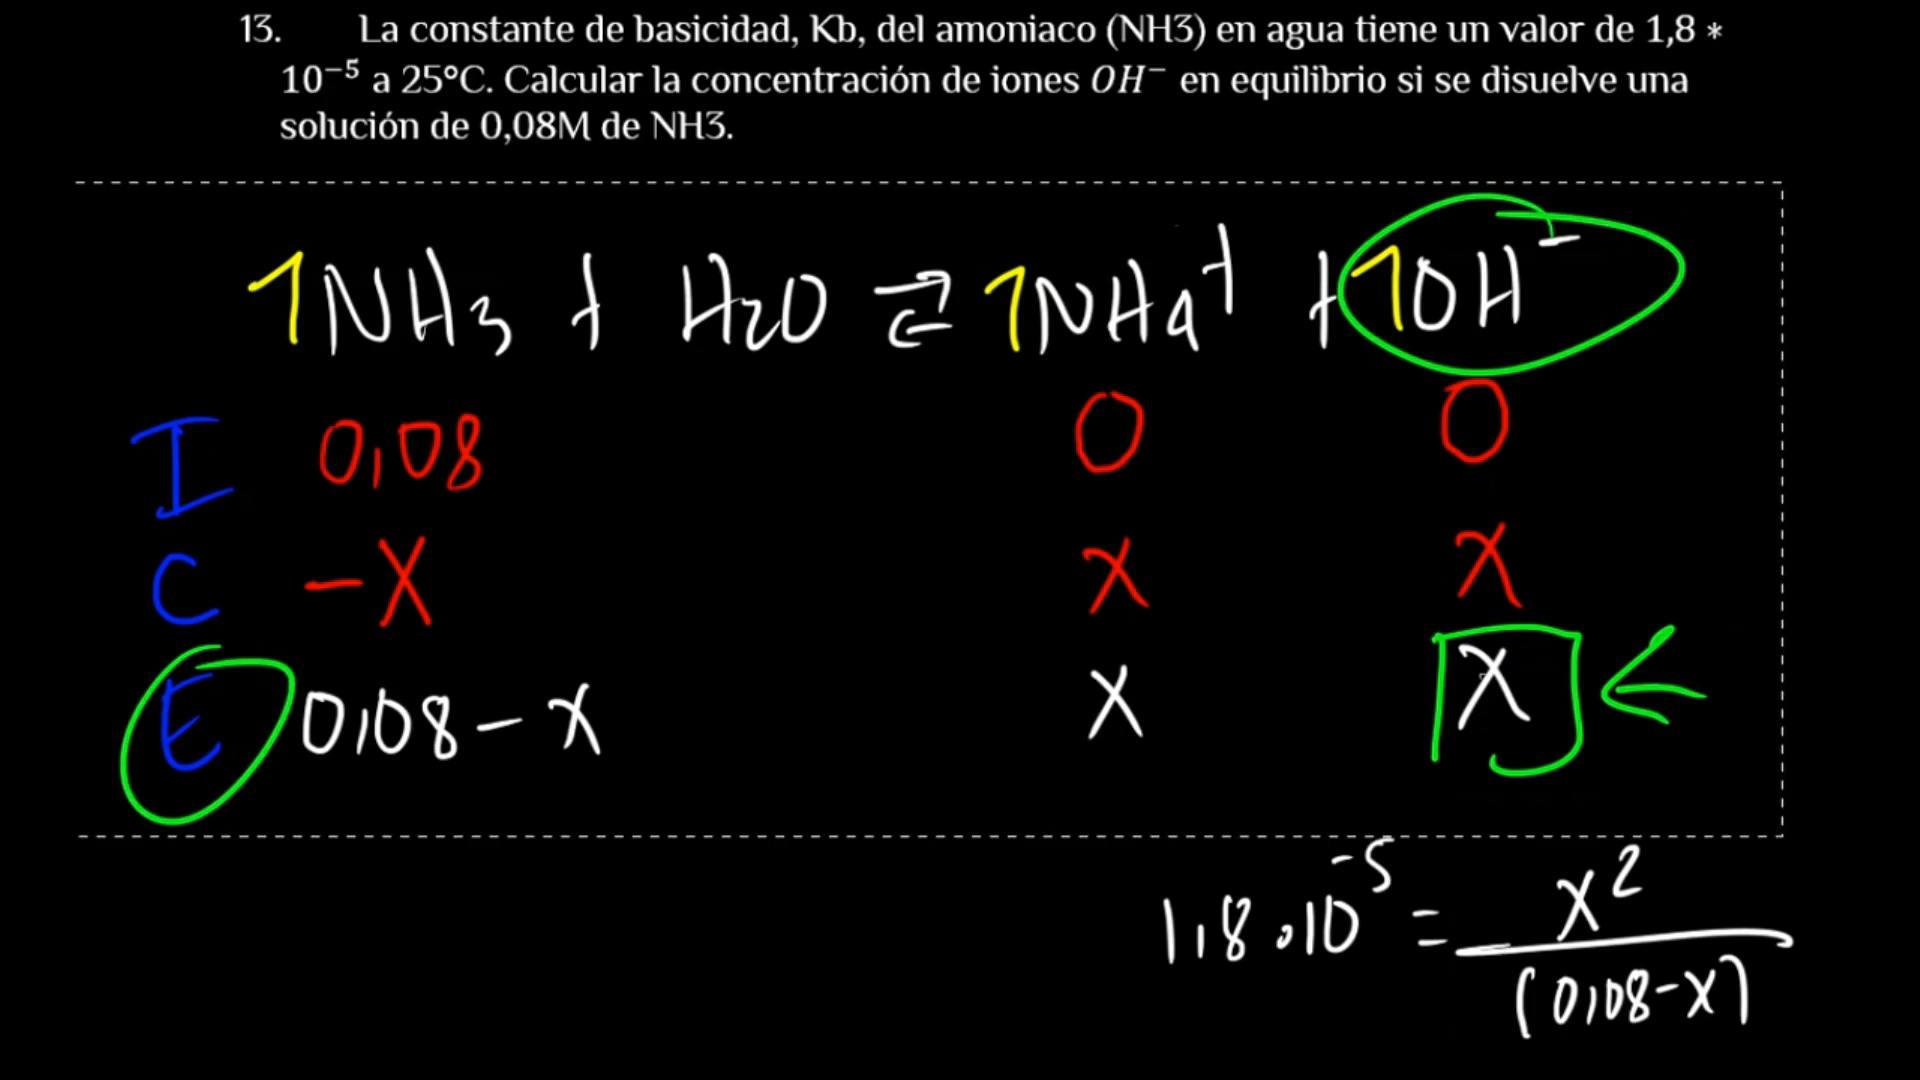 13. La constante de basicidad, Kb, del amoniaco (NH3) en agua tiene un valor de 1,8 *
10⁻⁵ a 25°C. Calcular la concentración de iones OH⁻ en equilibrio si se disuelve una
solución de 0,08M de NH3.
1NH3 + H2O ⇄ 1NH4⁺ + 1OH⁻
I 0,08 0 0
C -X X X
E 0,08-X X X
1,8.10⁻⁵ = X² / (0,08-X)